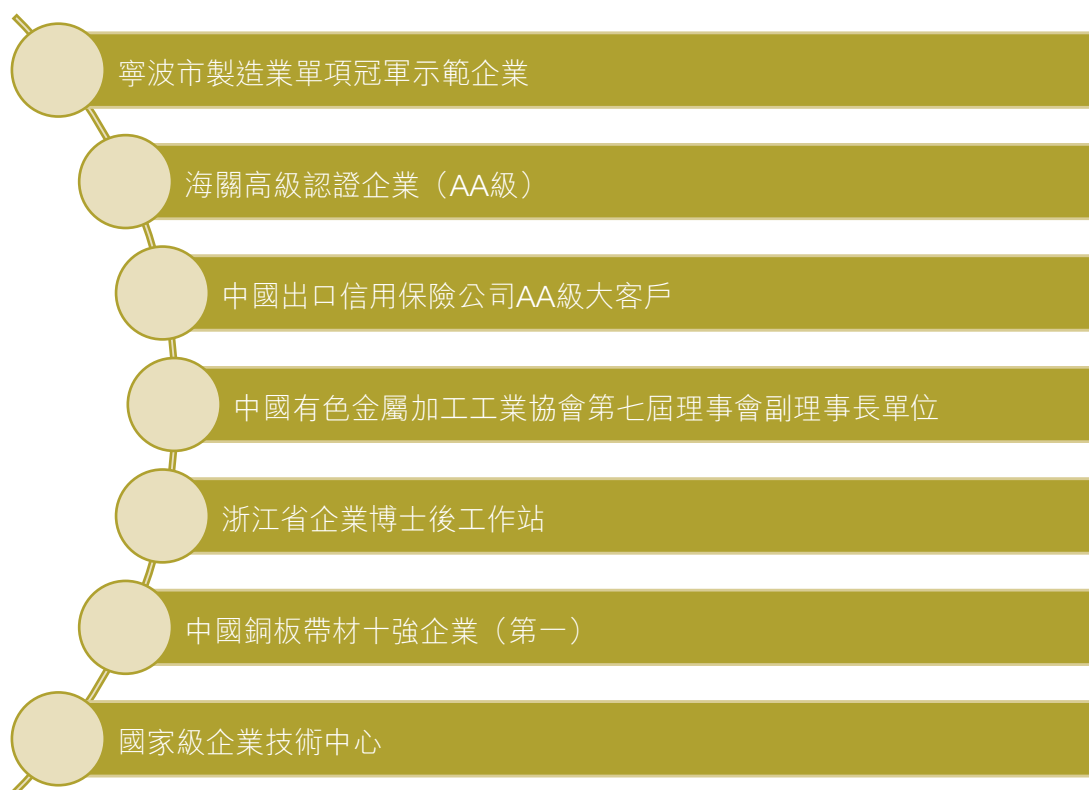 寧波市製造業單項冠軍示範企業
海關高級認證企業（AA級）
中國出口信用保險公司AA級大客戶
中國有色金屬加工工業協會第七屆理事會副理事長單位
浙江省企業博士後工作站
中國銅板帶材十強企業（第一）
國家級企業技術中心